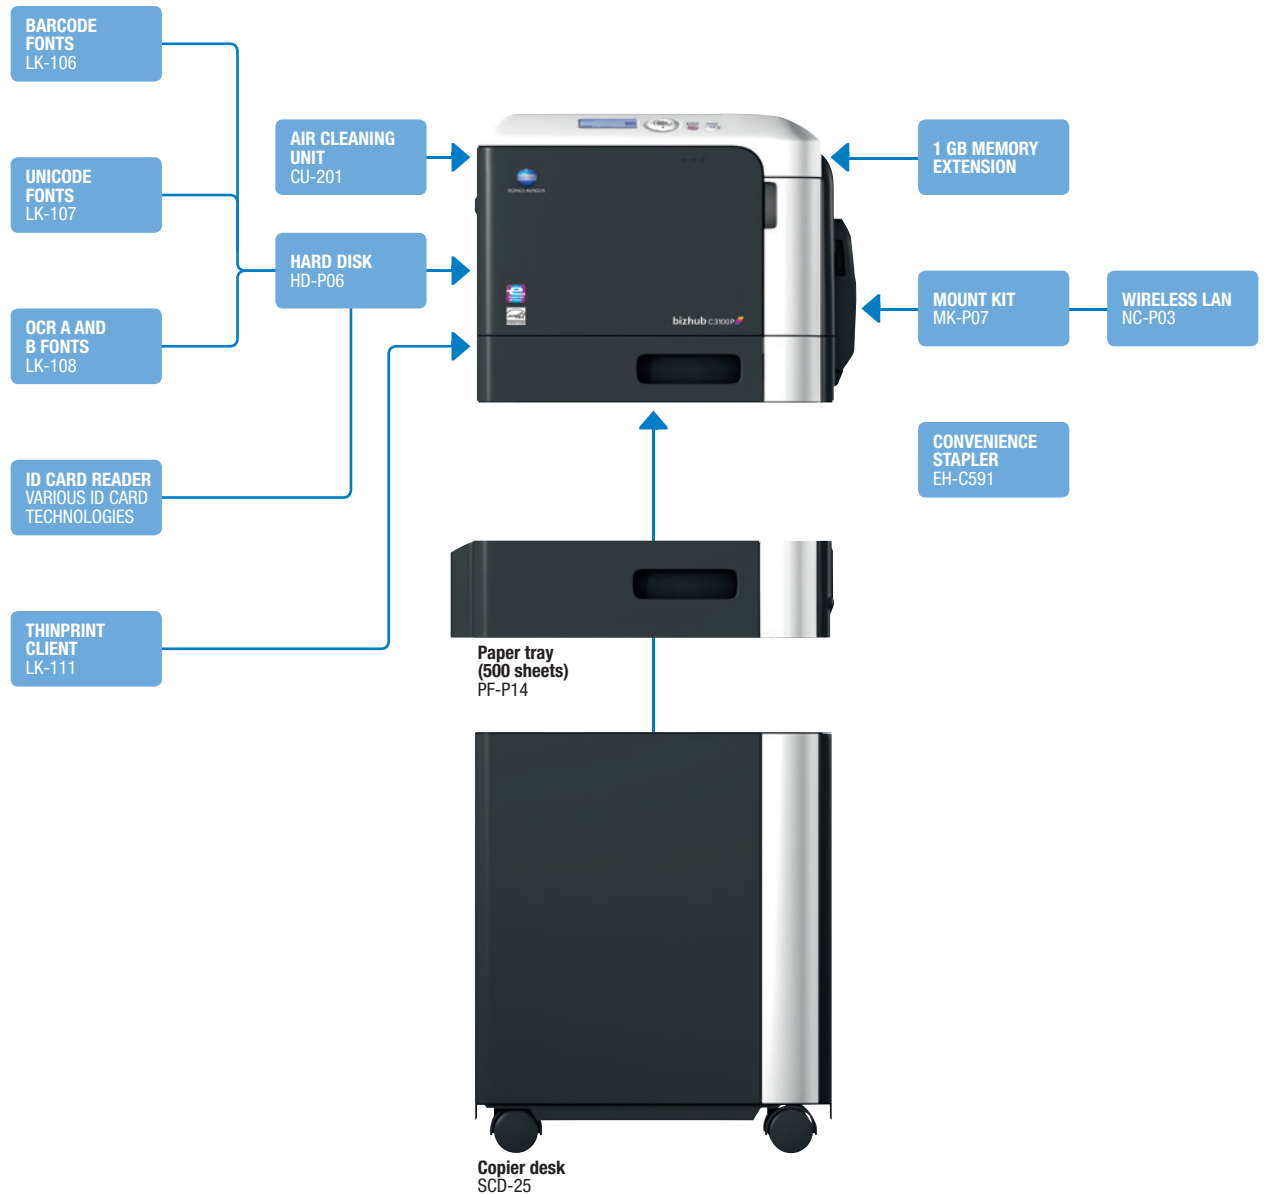 BARCODE
FONTS
LK-106
UNICODE
FONTS
LK-107
OCR A AND
B FONTS
LK-108
ID CARD READER
VARIOUS ID CARD
TECHNOLOGIES
THINPRINT
CLIENT
LK-111
AIR CLEANING
UNIT
CU-201
HARD DISK
HD-P06
KONICA MINOLTA
bizhub C3100P
1 GB MEMORY
EXTENSION
MOUNT KIT
MK-P07
WIRELESS LAN
NC-P03
CONVENIENCE
STAPLER
EH-C591
Paper tray
(500 sheets)
PF-P14
Copier desk
SCD-25